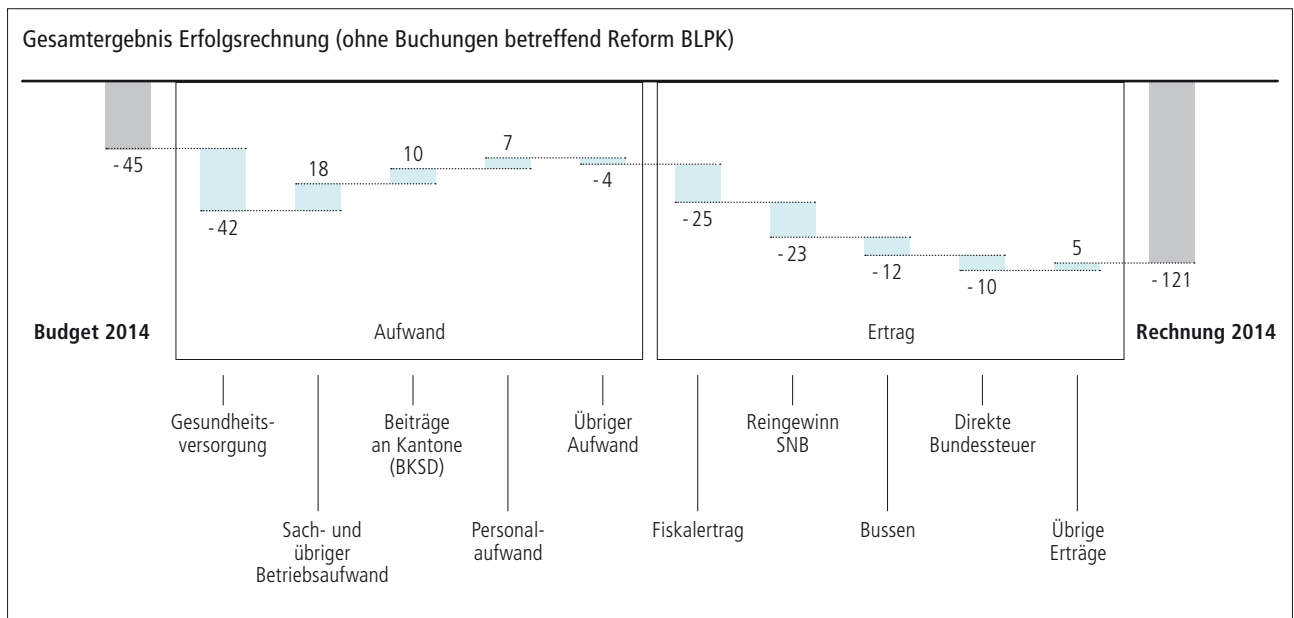 Gesamtergebnis Erfolgsrechnung (ohne Buchungen betreffend Reform BLPK)
- 45
- 42
18
10
7
- 4
- 25
- 23
- 12
- 10
5
- 121
Budget 2014
Aufwand
Ertrag
Rechnung 2014
Gesundheits-
versorgung
Beiträge
an Kantone
(BKSD)
Übriger
Aufwand
Reingewinn
SNB
Direkte
Bundessteuer
Sach- und
übriger
Betriebsaufwand
Personal-
aufwand
Fiskalertrag
Bussen
Übrige
Erträge